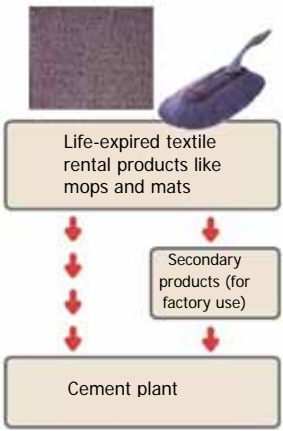 Life-expired textile
rental products like
mops and mats
Secondary
products (for
factory use)
Cement plant